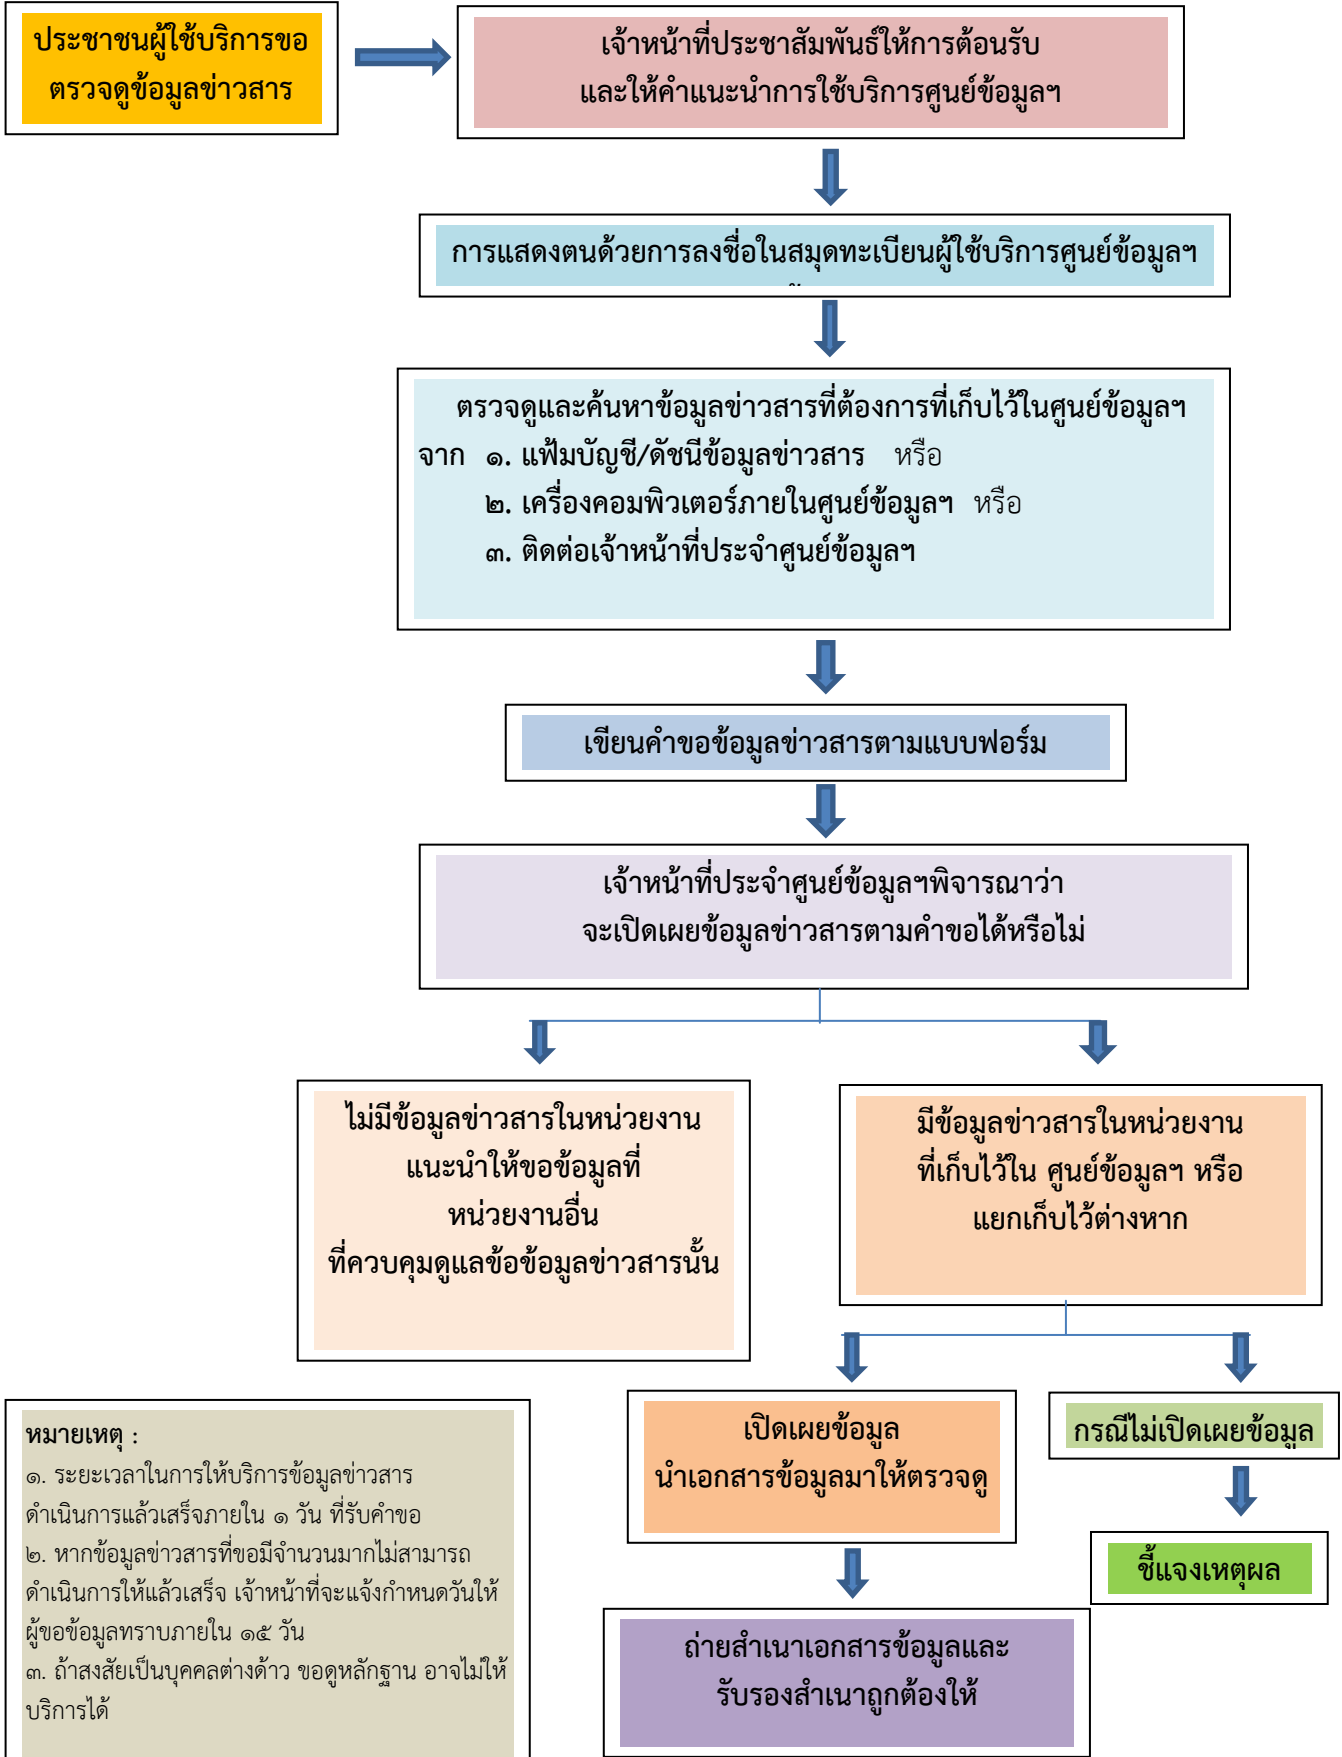 ประชาชนผู้ใช้บริการขอ
ตรวจดูข้อมูลข่าวสาร
เจ้าหน้าที่ประชาสัมพันธ์ให้การต้อนรับ
และให้คำแนะนำการใช้บริการศูนย์ข้อมูลฯ
การแสดงตนด้วยการลงชื่อในสมุดทะเบียนผู้ใช้บริการศูนย์ข้อมูลฯ
ตรวจดูและค้นหาข้อมูลข่าวสารที่ต้องการที่เก็บไว้ในศูนย์ข้อมูลฯ
จาก ๑. แฟ้มบัญชี/ดัชนีข้อมูลข่าวสาร หรือ
๒. เครื่องคอมพิวเตอร์ภายในศูนย์ข้อมูลฯ หรือ
๓. ติดต่อเจ้าหน้าที่ประจำศูนย์ข้อมูลฯ
เขียนคำขอข้อมูลข่าวสารตามแบบฟอร์ม
เจ้าหน้าที่ประจำศูนย์ข้อมูลฯพิจารณาว่า
จะเปิดเผยข้อมูลข่าวสารตามคำขอได้หรือไม่
ไม่มีข้อมูลข่าวสารในหน่วยงาน
แนะนำให้ขอข้อมูลที่
หน่วยงานอื่น
ที่ควบคุมดูแลข้อข้อมูลข่าวสารนั้น
มีข้อมูลข่าวสารในหน่วยงาน
ที่เก็บไว้ใน ศูนย์ข้อมูลฯ หรือ
แยกเก็บไว้ต่างหาก
เปิดเผยข้อมูล
นำเอกสารข้อมูลมาให้ตรวจดู
กรณีไม่เปิดเผยข้อมูล
ชี้แจงเหตุผล
ถ่ายสำเนาเอกสารข้อมูลและ
รับรองสำเนาถูกต้องให้
หมายเหตุ :
๑. ระยะเวลาในการให้บริการข้อมูลข่าวสาร
ดำเนินการแล้วเสร็จภายใน ๑ วัน ที่รับคำขอ
๒. หากข้อมูลข่าวสารที่ขอมีจำนวนมากไม่สามารถ
ดำเนินการให้แล้วเสร็จ เจ้าหน้าที่จะแจ้งกำหนดวันให้
ผู้ขอข้อมูลทราบภายใน ๑๕ วัน
๓. ถ้าสงสัยเป็นบุคคลต่างด้าว ขอดูหลักฐาน อาจไม่ให้
บริการได้